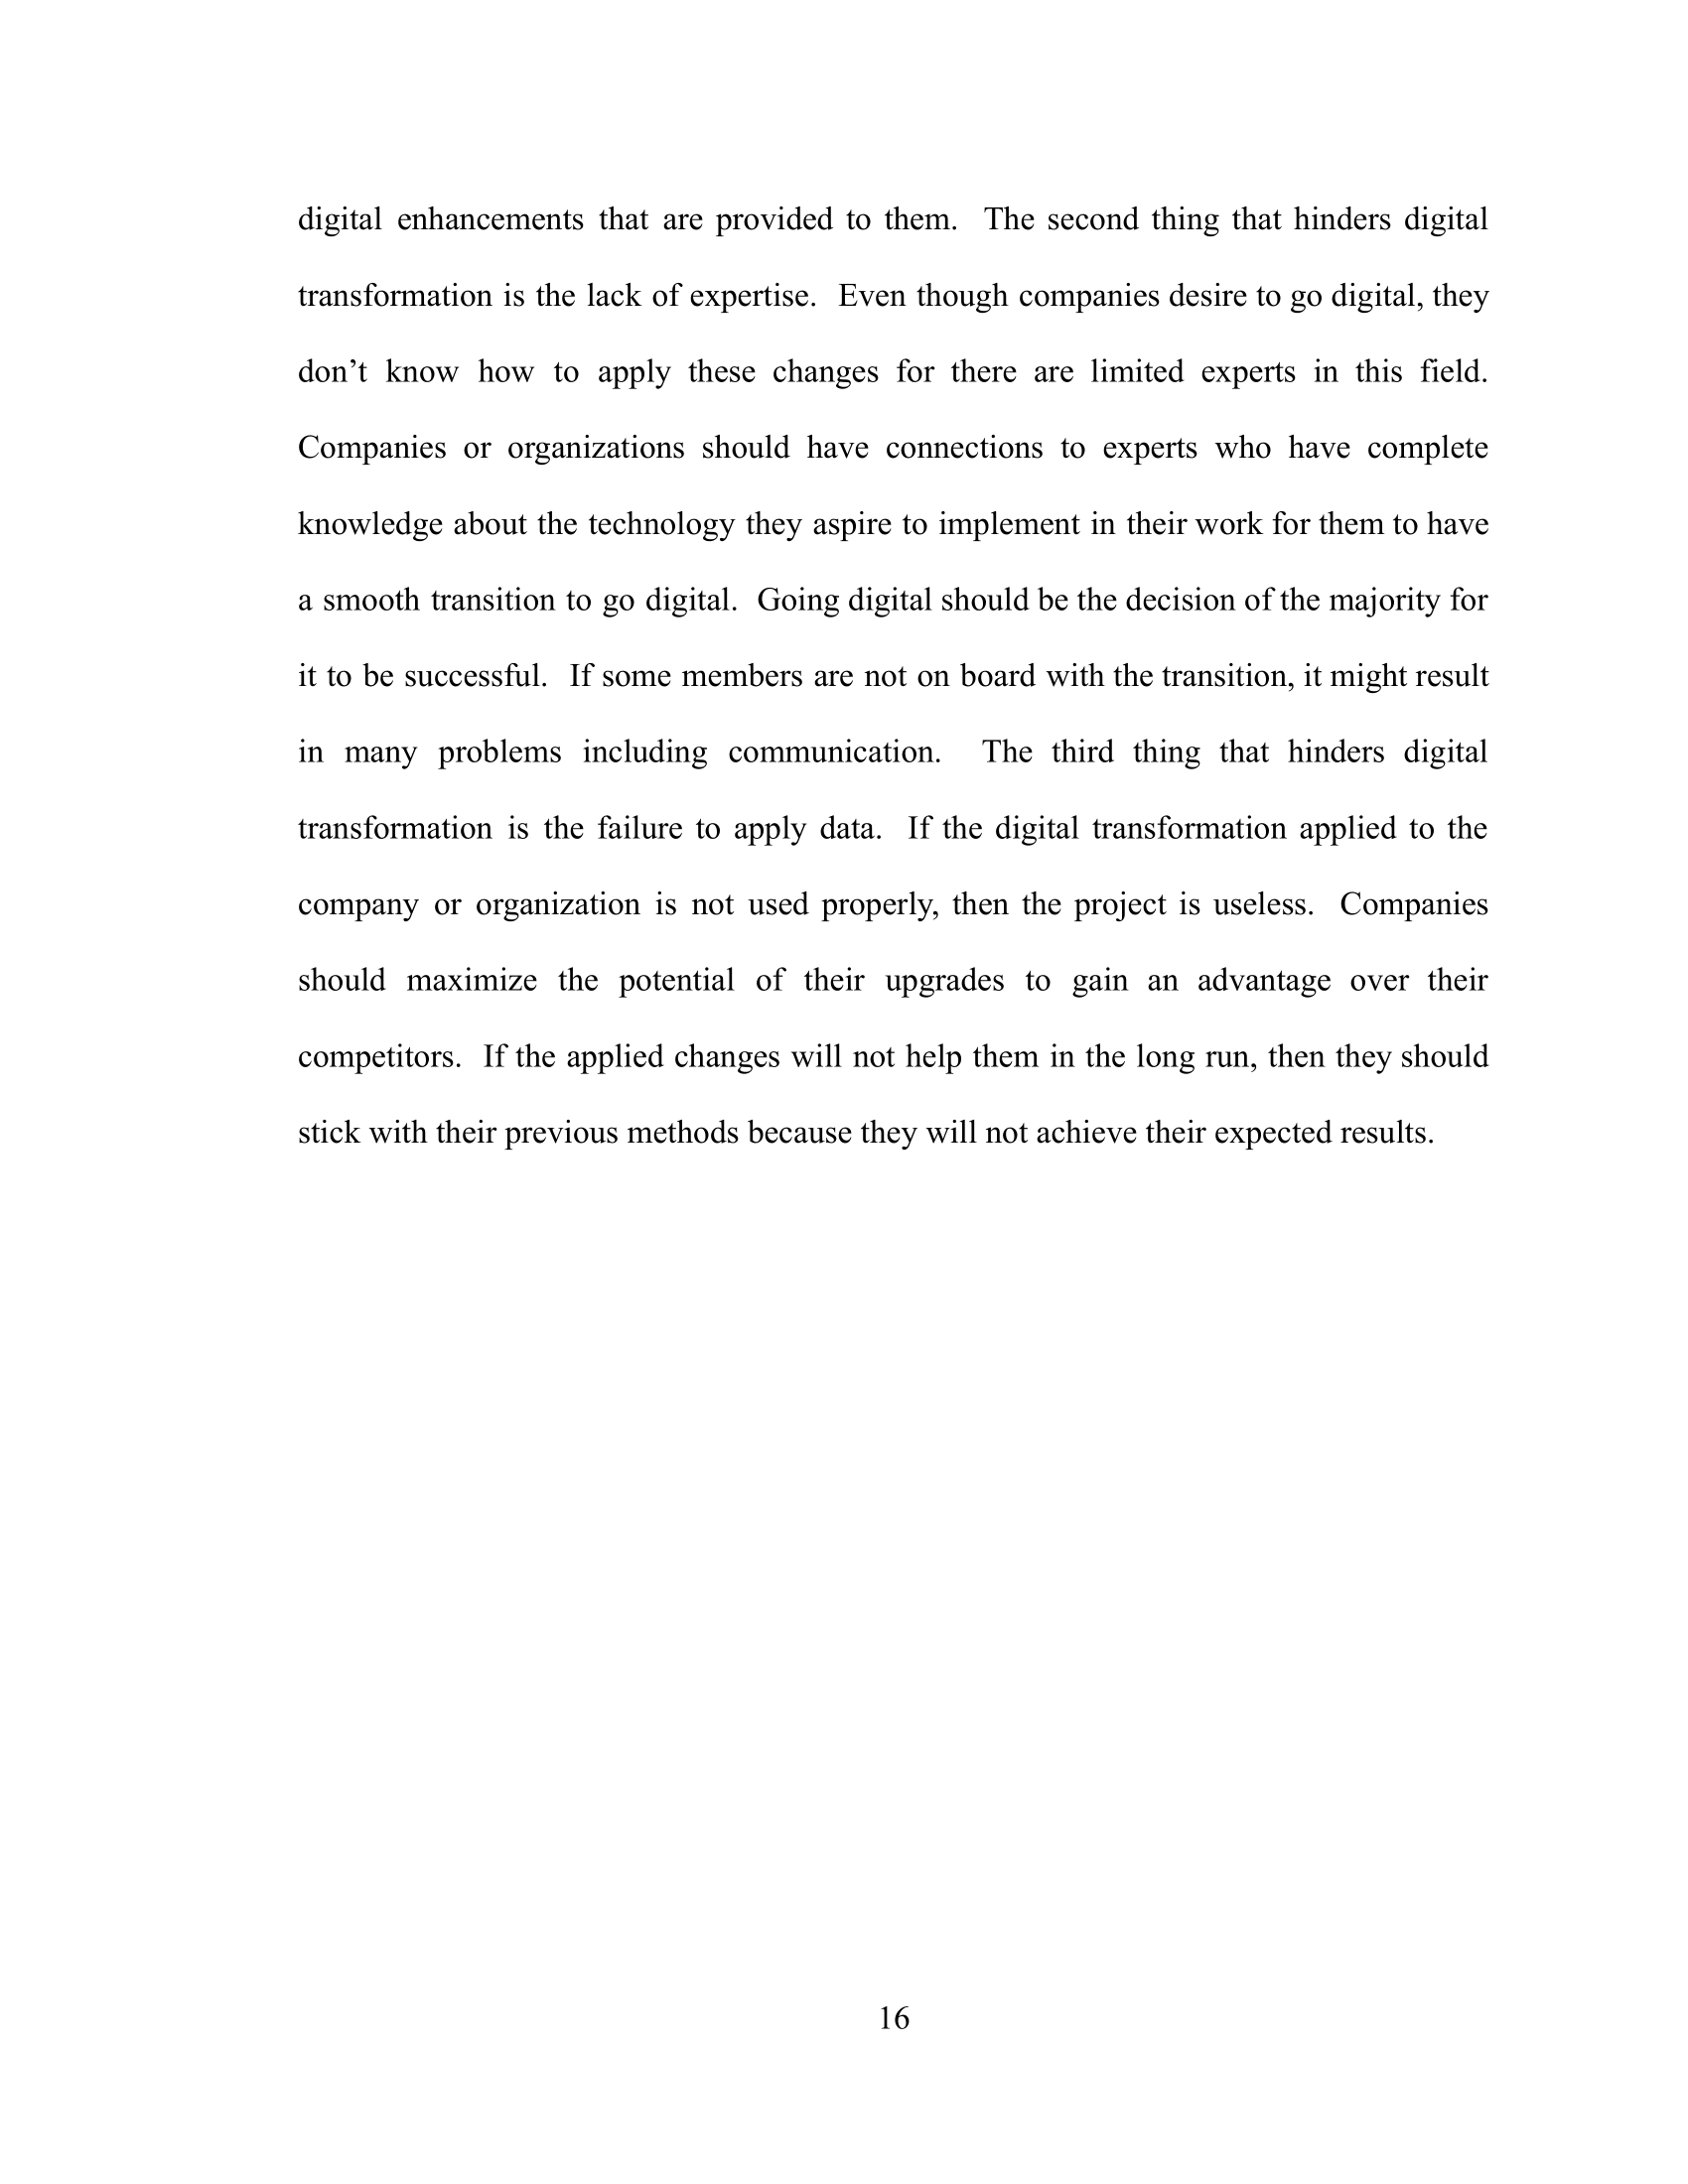 digital enhancements that are provided to them.  The second thing that hinders digital
transformation is the lack of expertise.  Even though companies desire to go digital, they
don’t know how to apply these changes for there are limited experts in this field.
Companies or organizations should have connections to experts who have complete
knowledge about the technology they aspire to implement in their work for them to have
a smooth transition to go digital.  Going digital should be the decision of the majority for
it to be successful.  If some members are not on board with the transition, it might result
in many problems including communication.  The third thing that hinders digital
transformation is the failure to apply data.  If the digital transformation applied to the
company or organization is not used properly, then the project is useless.  Companies
should maximize the potential of their upgrades to gain an advantage over their
competitors.  If the applied changes will not help them in the long run, then they should
stick with their previous methods because they will not achieve their expected results.
16